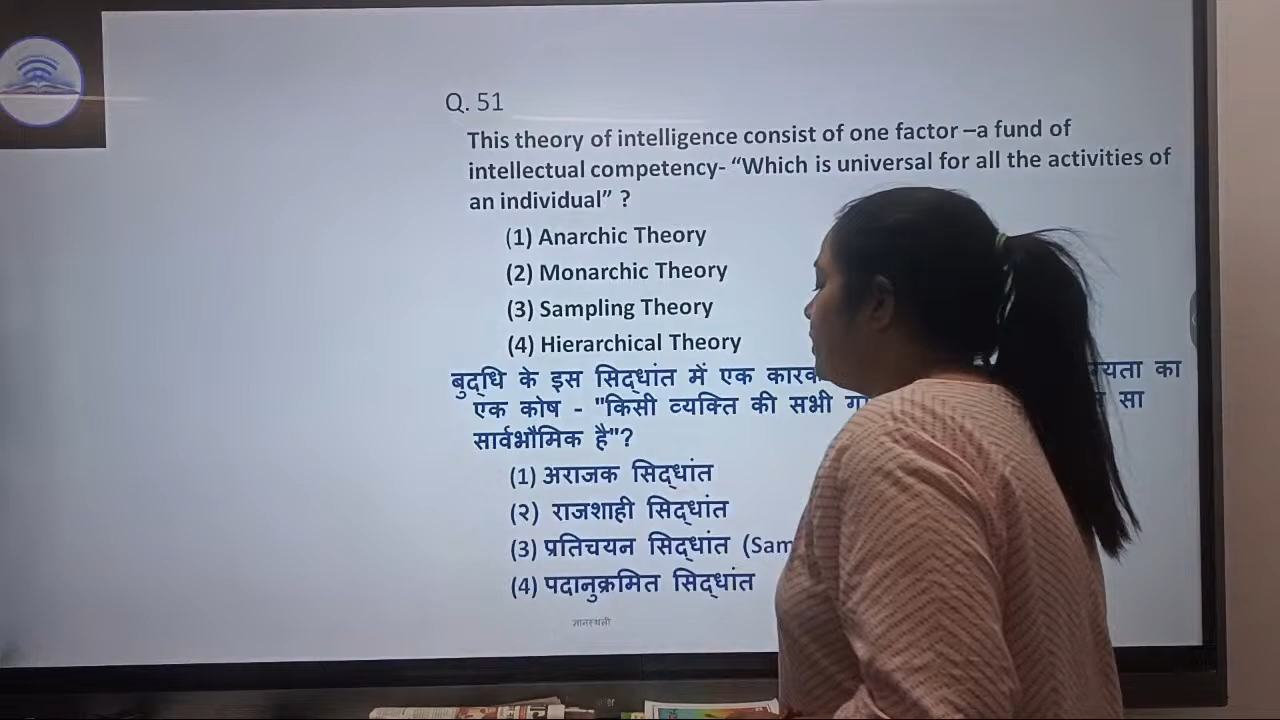 Q. 51
This theory of intelligence consist of one factor –a fund of
intellectual competency- “Which is universal for all the activities of
an individual” ?
(1) Anarchic Theory
(2) Monarchic Theory
(3) Sampling Theory
(4) Hierarchical Theory
बुद्धि के इस सिद्धांत में एक का
एक कोष - "किसी व्यक्ति की सभी सा
सार्वभौमिक है"?
(1) अराजक सिद्धांत
(२) राजशाही सिद्धांत
(3) प्रतिचयन सिद्धांत (Sam
(4) पदानुक्रमित सिद्धांत
ज्ञानस्थली